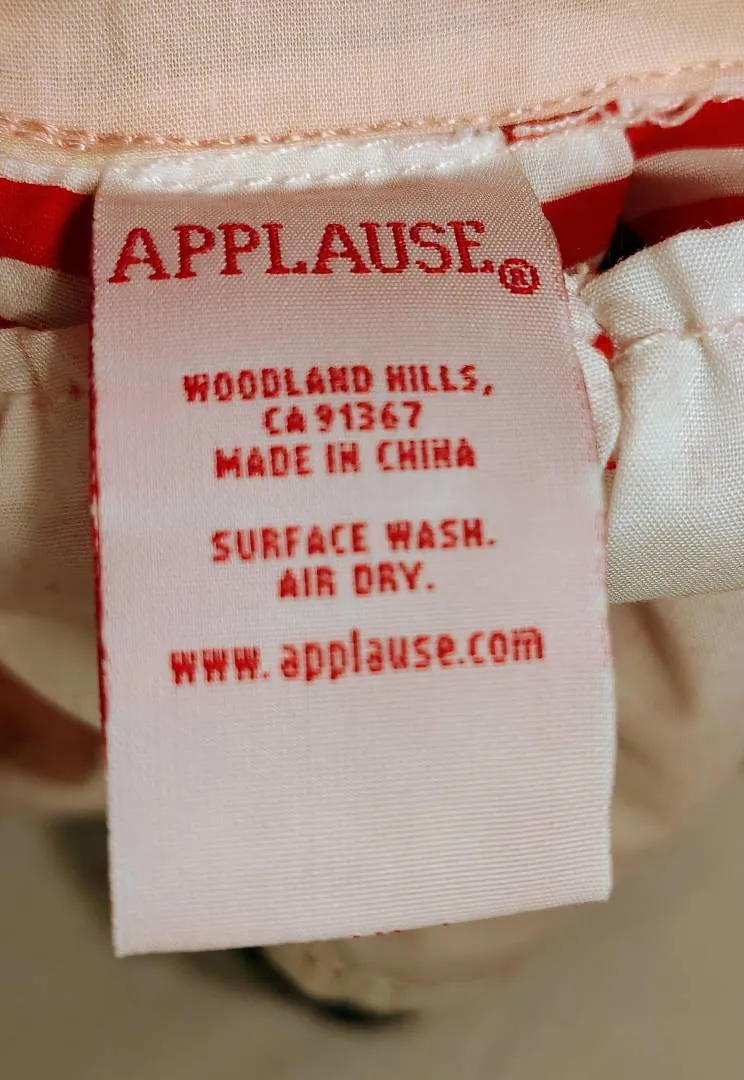 APPLAUSE®
WOODLAND HILLS,
CA 91367
MADE IN CHINA
SURFACE WASH.
AIR DRY.
www.applause.com